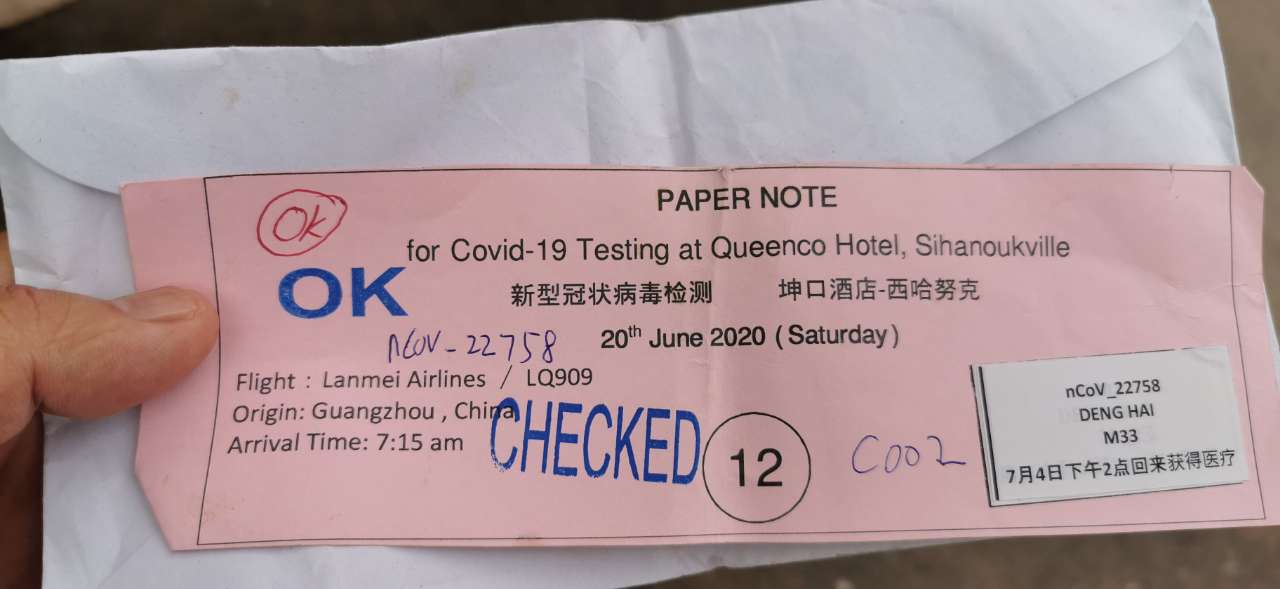 OK
PAPER NOTE
for Covid-19 Testing at Queenco Hotel, Sihanoukville
OK
新型冠状病毒检测 坤口酒店-西哈努克
nCoV-22758
20th June 2020 (Saturday)
Flight : Lanmei Airlines / LQ909
Origin: Guangzhou , China
Arrival Time: 7:15 am
CHECKED
12
C002
nCoV_22758
DENG HAI
M33
7月4日下午2点回来获得医疗